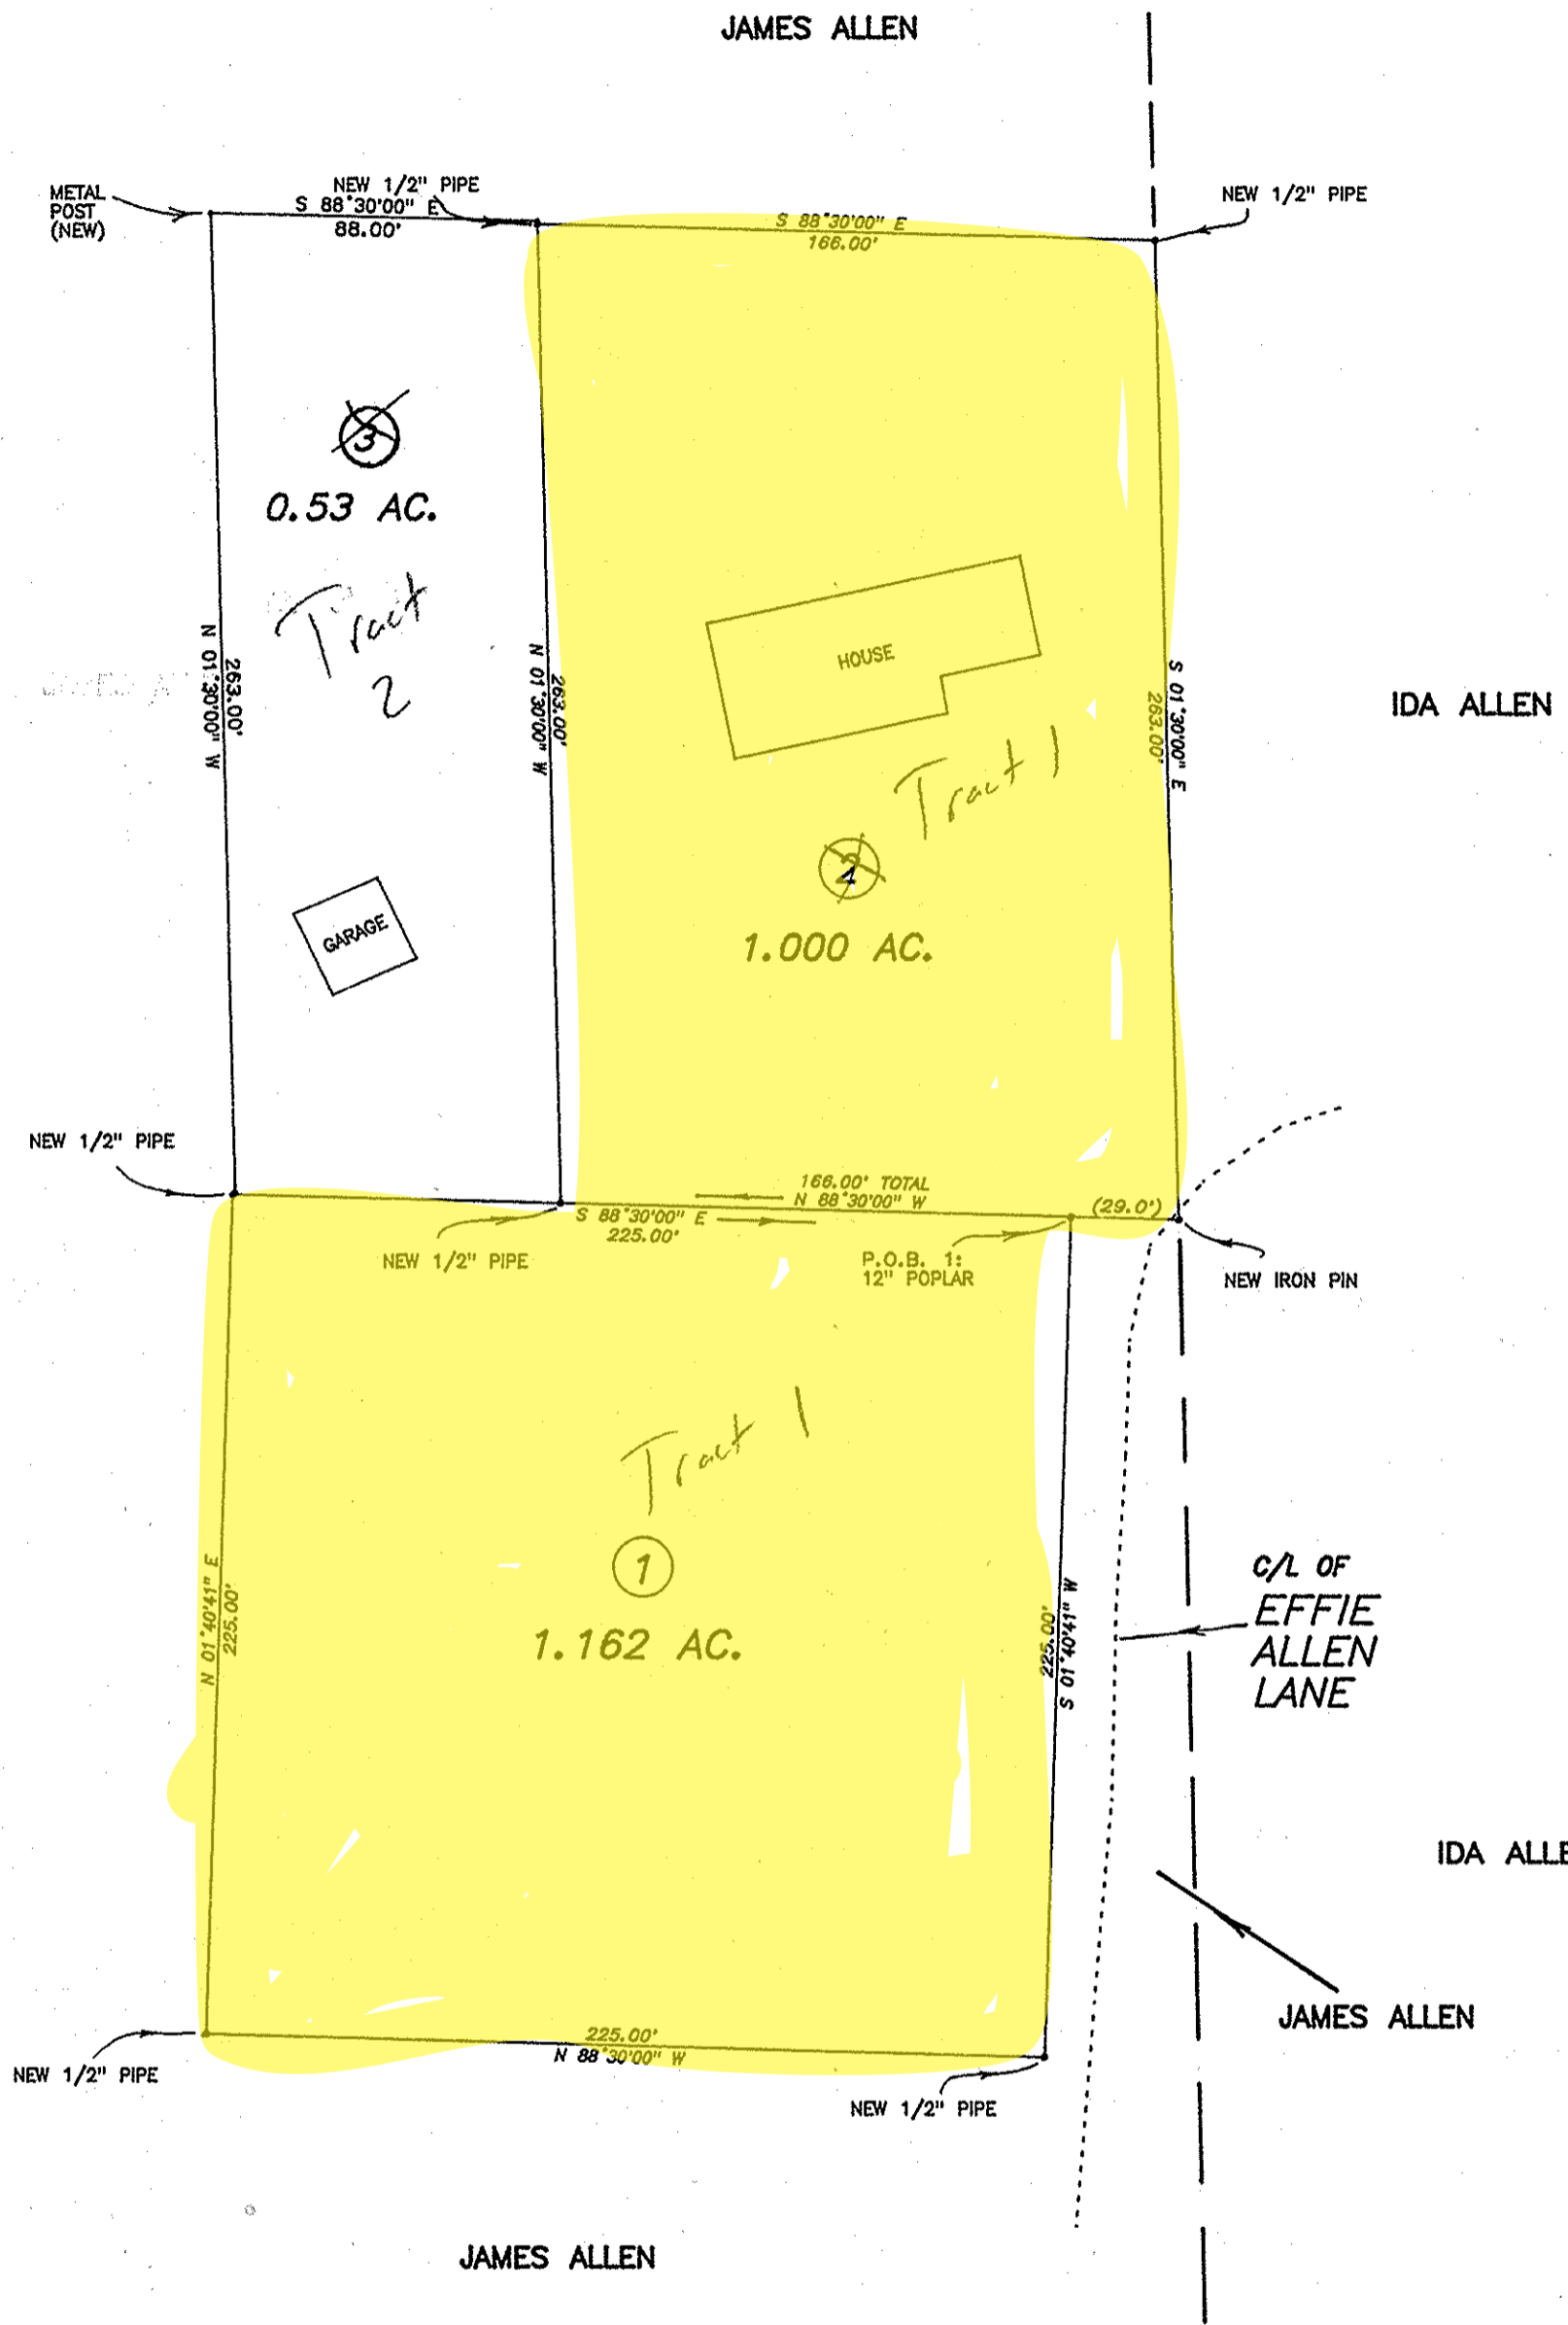 JAMES ALLEN
METAL
POST
(NEW)
NEW 1/2" PIPE
S 88°30'00" E
88.00'
S 88°30'00" E
166.00'
NEW 1/2" PIPE
3
0.53 AC.
Tract
2
N 01°30'00" W
263.00'
N 01°30'00" W
263.00'
HOUSE
Tract 1
2
1.000 AC.
S 01°30'00" E
263.00'
IDA ALLEN
GARAGE
NEW 1/2" PIPE
166.00' TOTAL
N 88°30'00" W
(29.0')
S 88°30'00" E
225.00'
NEW 1/2" PIPE
P.O.B. 1:
12" POPLAR
NEW IRON PIN
Tract 1
1
1.162 AC.
N 01°40'41" E
225.00'
225.00'
S 01°40'41" W
C/L OF
EFFIE
ALLEN
LANE
IDA ALLE
JAMES ALLEN
225.00'
N 88°30'00" W
NEW 1/2" PIPE
NEW 1/2" PIPE
JAMES ALLEN